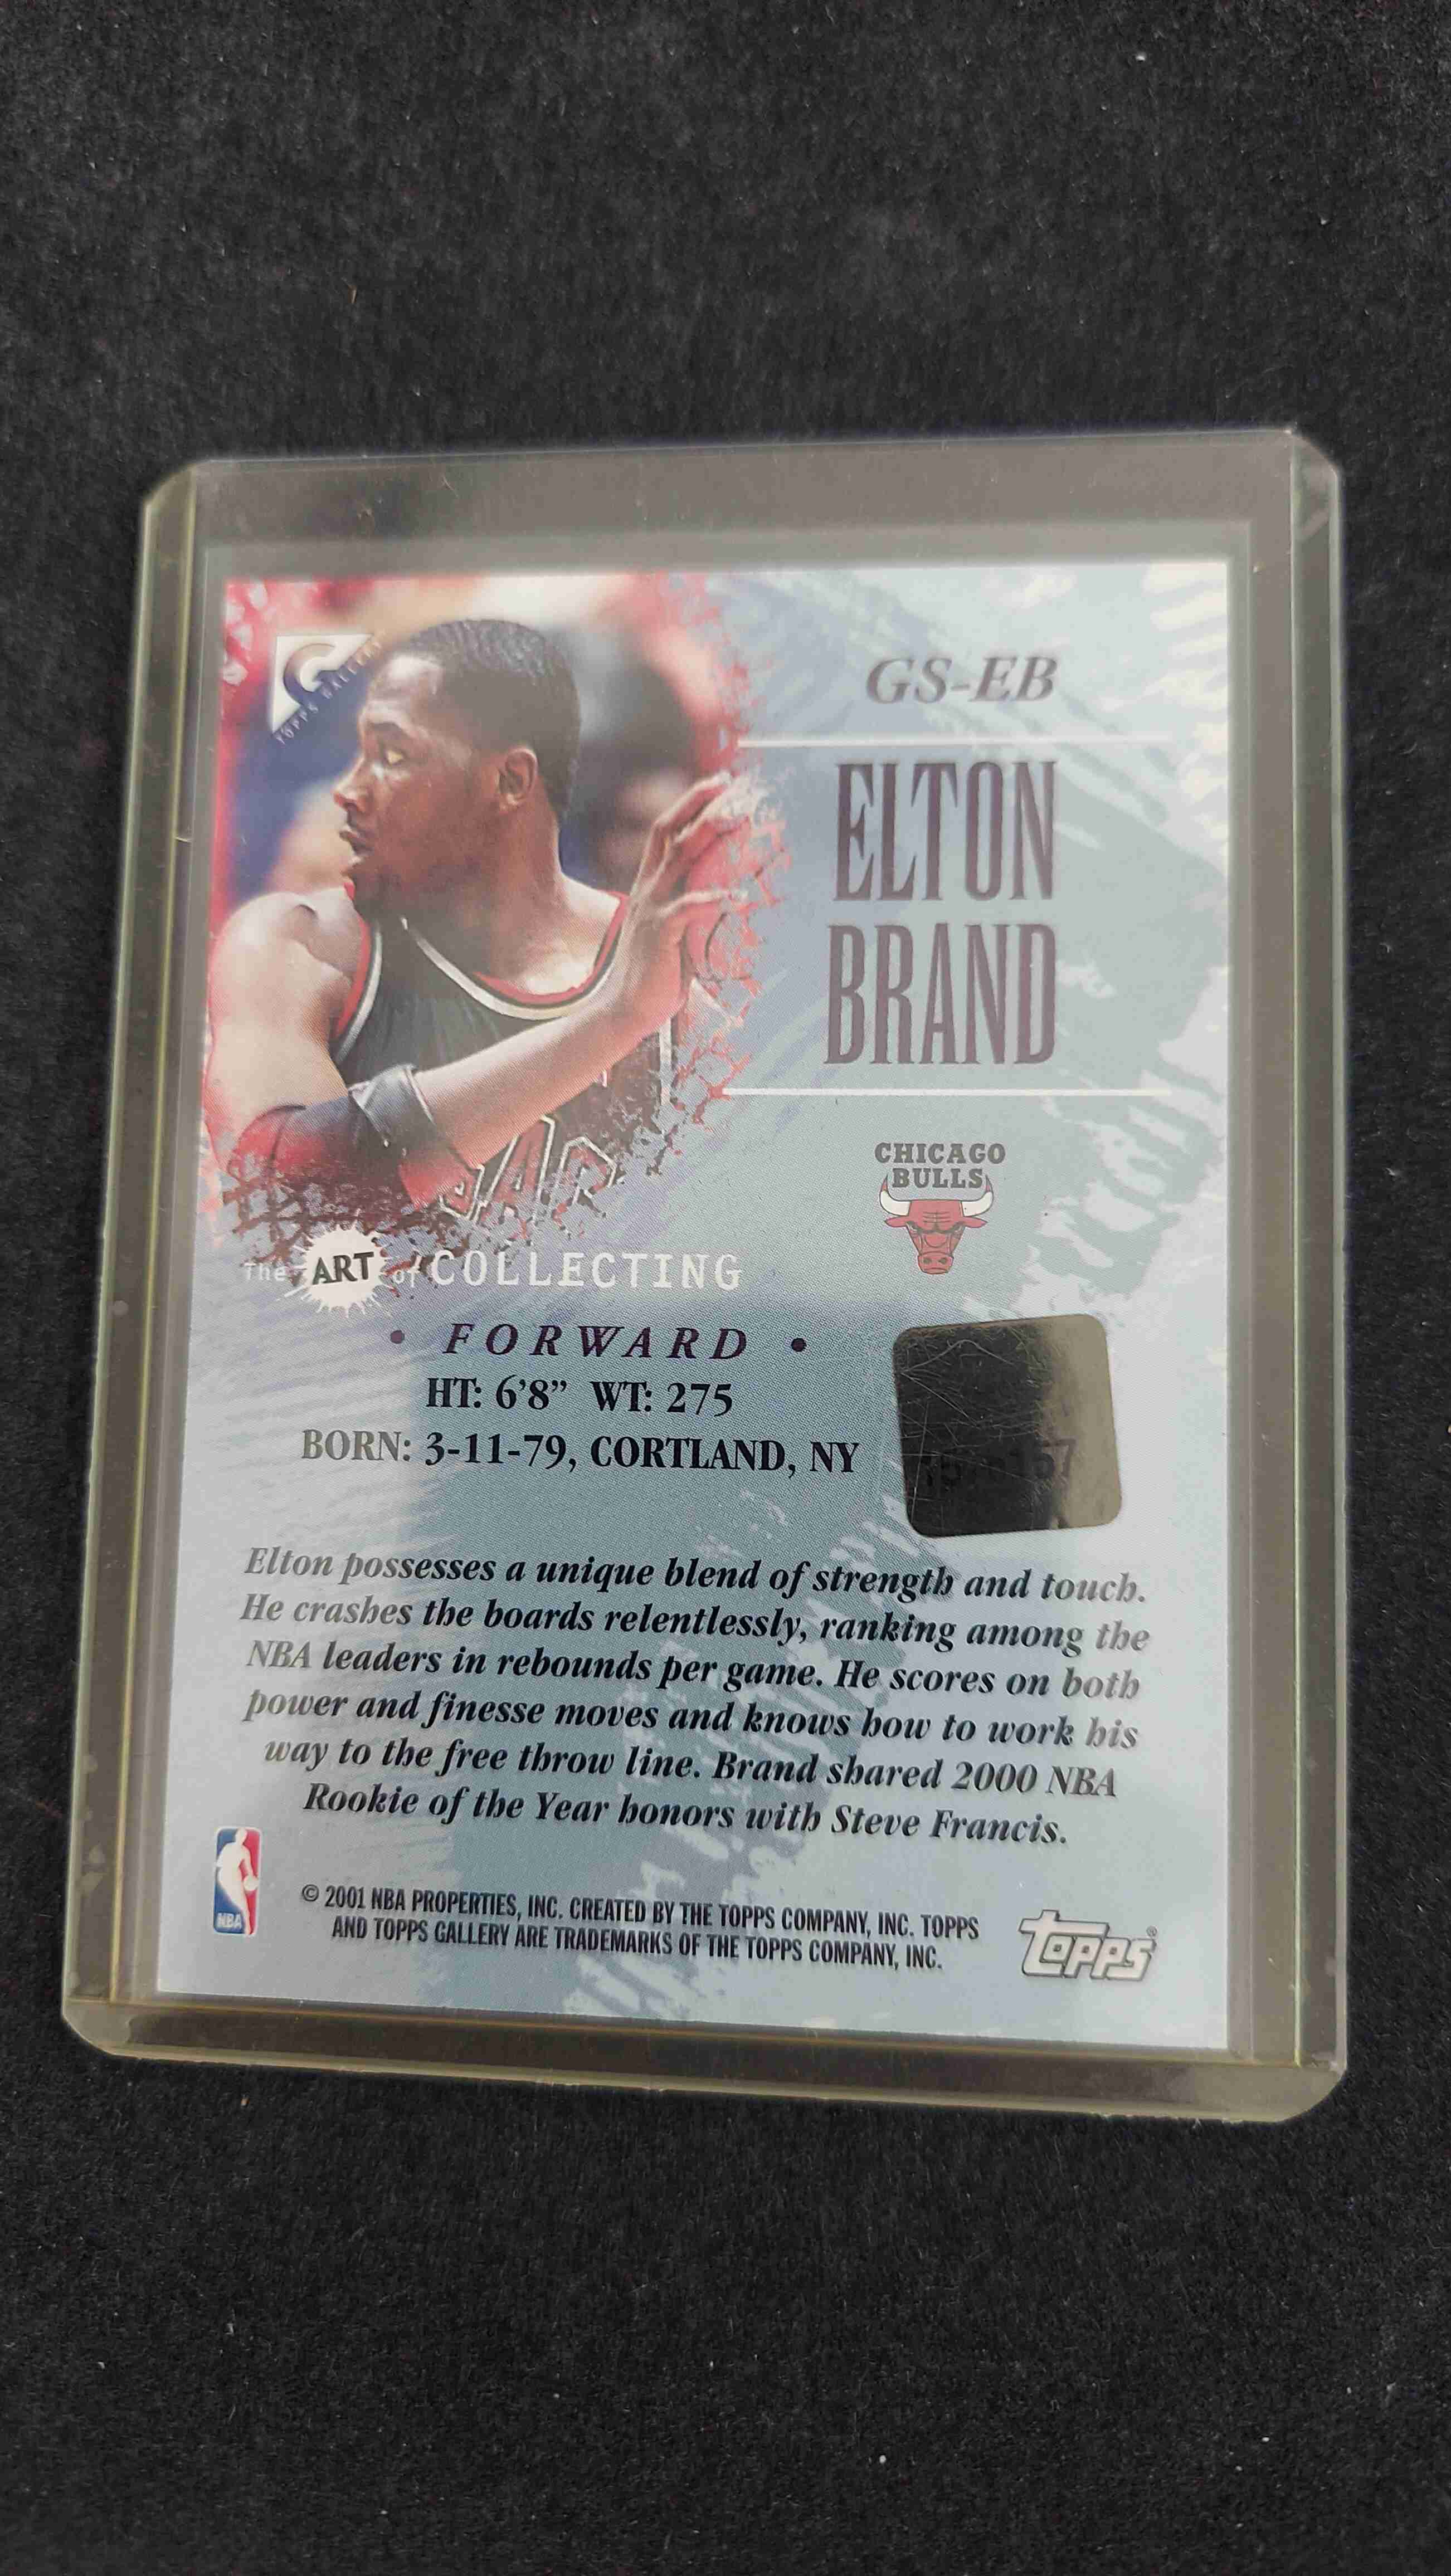 TOPPS GALLERY
GS-EB
ELTON
BRAND
CHICAGO
BULLS
The ART of COLLECTING
• FORWARD •
HT: 6'8" WT: 275
BORN: 3-11-79, CORTLAND, NY
Elton possesses a unique blend of strength and touch.
He crashes the boards relentlessly, ranking among the
NBA leaders in rebounds per game. He scores on both
power and finesse moves and knows how to work his
way to the free throw line. Brand shared 2000 NBA
Rookie of the Year honors with Steve Francis.
NBA
© 2001 NBA PROPERTIES, INC. CREATED BY THE TOPPS COMPANY, INC. TOPPS
AND TOPPS GALLERY ARE TRADEMARKS OF THE TOPPS COMPANY, INC.
Topps®